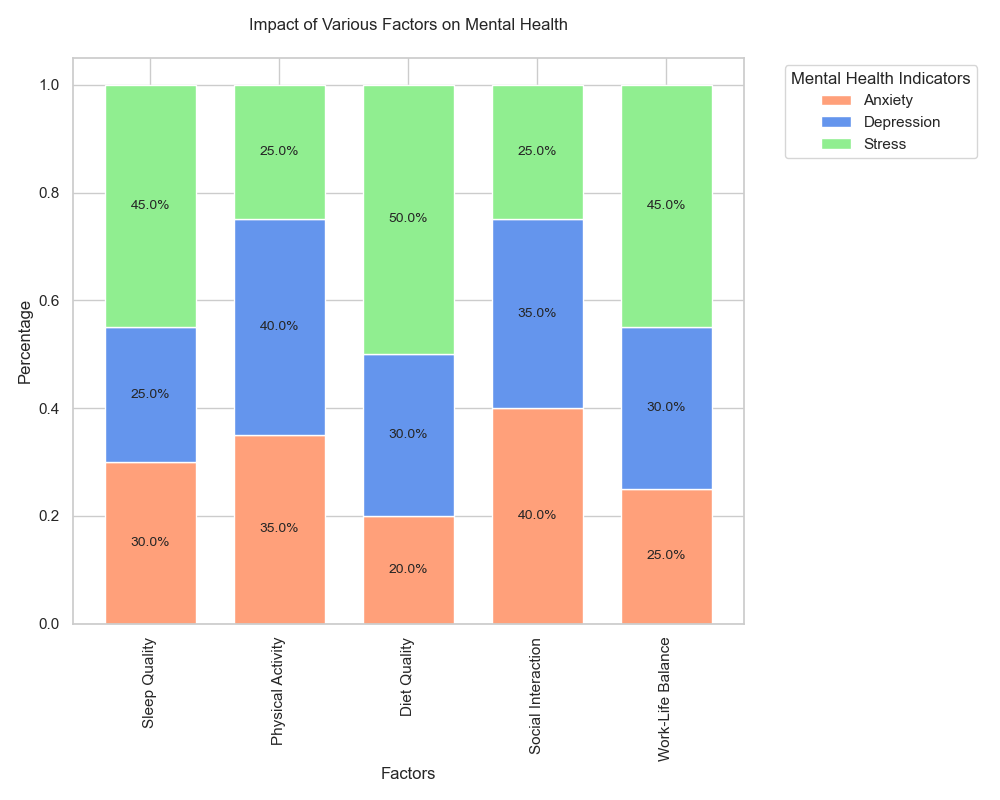 Impact of Various Factors on Mental Health
Mental Health Indicators
Anxiety
Depression
Stress
Percentage
1.0
0.8
0.6
0.4
0.2
0.0
45.0%
25.0%
30.0%
25.0%
40.0%
35.0%
50.0%
30.0%
20.0%
25.0%
35.0%
40.0%
45.0%
30.0%
25.0%
Sleep Quality
Physical Activity
Diet Quality
Social Interaction
Work-Life Balance
Factors